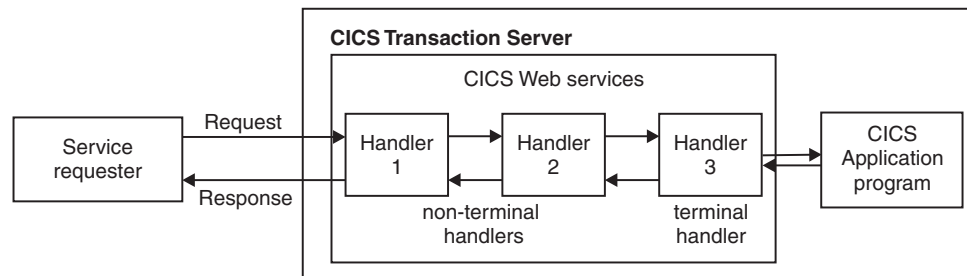 CICS Transaction Server
CICS Web services
Request
Service
requester
Response
Handler
1
Handler
2
Handler
3
non-terminal
handlers
terminal
handler
CICS
Application
program